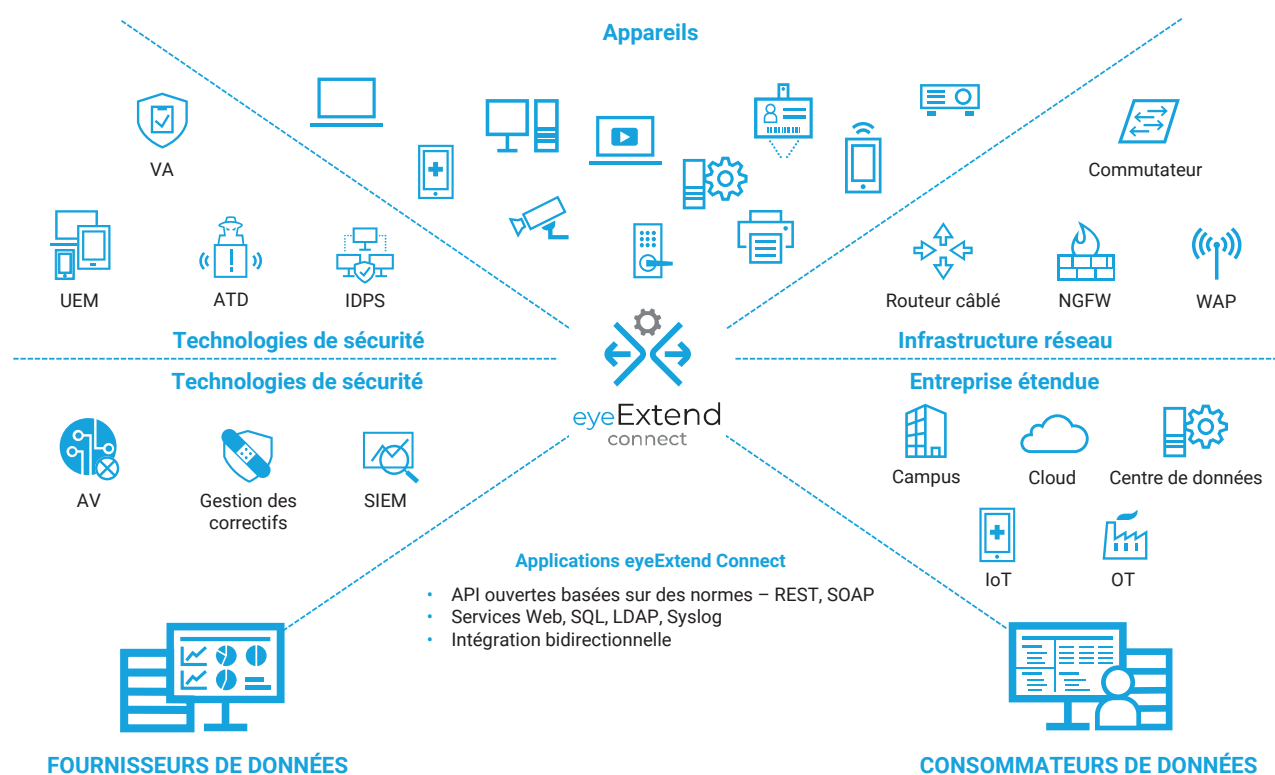 Appareils
VA
UEM
ATD
IDPS
Technologies de sécurité
Commutateur
Routeur câblé
NGFW
WAP
Infrastructure réseau
eyeExtend
connect
Technologies de sécurité
AV
Gestion des
correctifs
SIEM
Entreprise étendue
Campus
Cloud
Centre de données
IoT
OT
Applications eyeExtend Connect
• API ouvertes basées sur des normes – REST, SOAP
• Services Web, SQL, LDAP, Syslog
• Intégration bidirectionnelle
FOURNISSEURS DE DONNÉES
CONSOMMATEURS DE DONNÉES